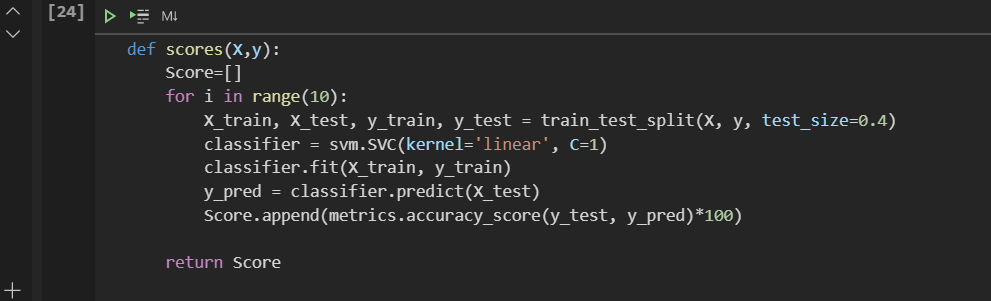 [24] M↓
def scores(X,y):
    Score=[]
    for i in range(10):
        X_train, X_test, y_train, y_test = train_test_split(X, y, test_size=0.4)
        classifier = svm.SVC(kernel='linear', C=1)
        classifier.fit(X_train, y_train)
        y_pred = classifier.predict(X_test)
        Score.append(metrics.accuracy_score(y_test, y_pred)*100)

    return Score